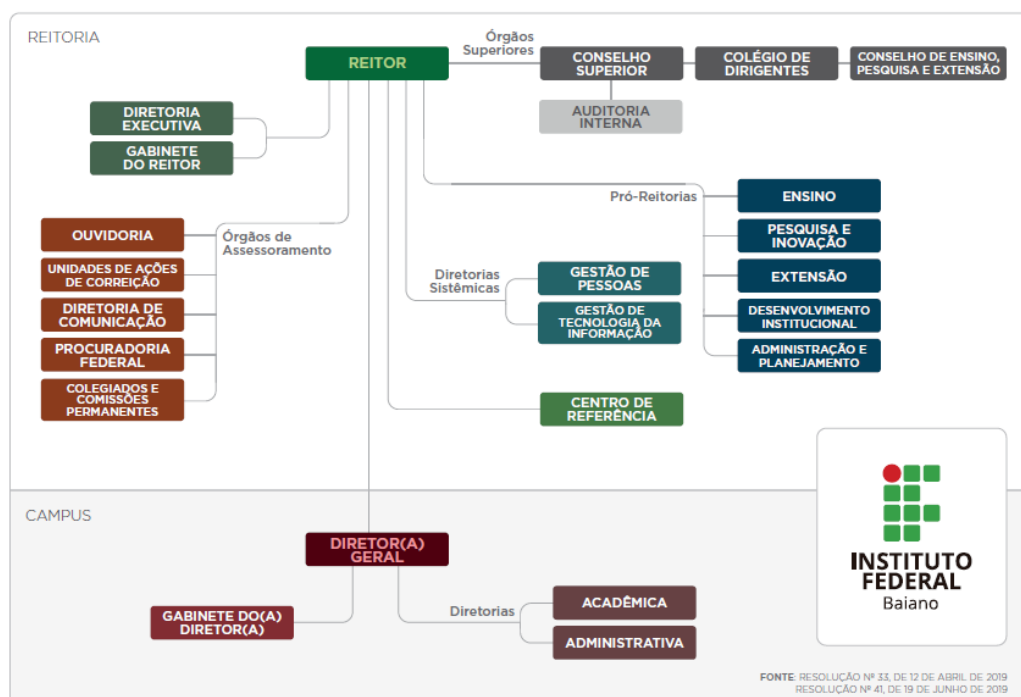 REITORIA
REITOR
Órgãos
Superiores
CONSELHO
SUPERIOR
COLÉGIO DE
DIRIGENTES
CONSELHO DE ENSINO,
PESQUISA E EXTENSÃO
AUDITORIA
INTERNA
DIRETORIA
EXECUTIVA
GABINETE
DO REITOR
Pró-Reitorias
ENSINO
PESQUISA E
INOVAÇÃO
EXTENSÃO
DESENVOLVIMENTO
INSTITUCIONAL
ADMINISTRAÇÃO E
PLANEJAMENTO
Órgãos de
Assessoramento
OUVIDORIA
UNIDADES DE AÇÕES
DE CORREIÇÃO
DIRETORIA DE
COMUNICAÇÃO
PROCURADORIA
FEDERAL
COLEGIADOS E
COMISSÕES
PERMANENTES
Diretorias
Sistêmicas
GESTÃO DE
PESSOAS
GESTÃO DE
TECNOLOGIA DA
INFORMAÇÃO
CENTRO DE
REFERÊNCIA
CAMPUS
DIRETOR(A)
GERAL
GABINETE DO(A)
DIRETOR(A)
Diretorias
ACADÊMICA
ADMINISTRATIVA
INSTITUTO
FEDERAL
Baiano
FONTE: RESOLUÇÃO Nº 33, DE 12 DE ABRIL DE 2019
RESOLUÇÃO Nº 41, DE 19 DE JUNHO DE 2019